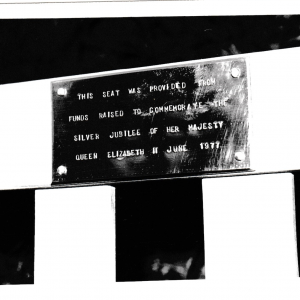 THIS SEAT WAS PROVIDED FROM
FUNDS RAISED TO COMMEMORATE THE
SILVER JUBILEE OF HER MAJESTY
QUEEN ELIZABETH II JUNE 1977.